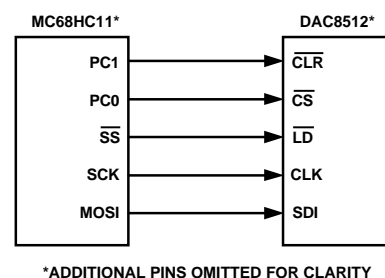 MC68HC11*
DAC8512*
PC1
CLR
PC0
CS
SS
LD
SCK
CLK
MOSI
SDI
*ADDITIONAL PINS OMITTED FOR CLARITY